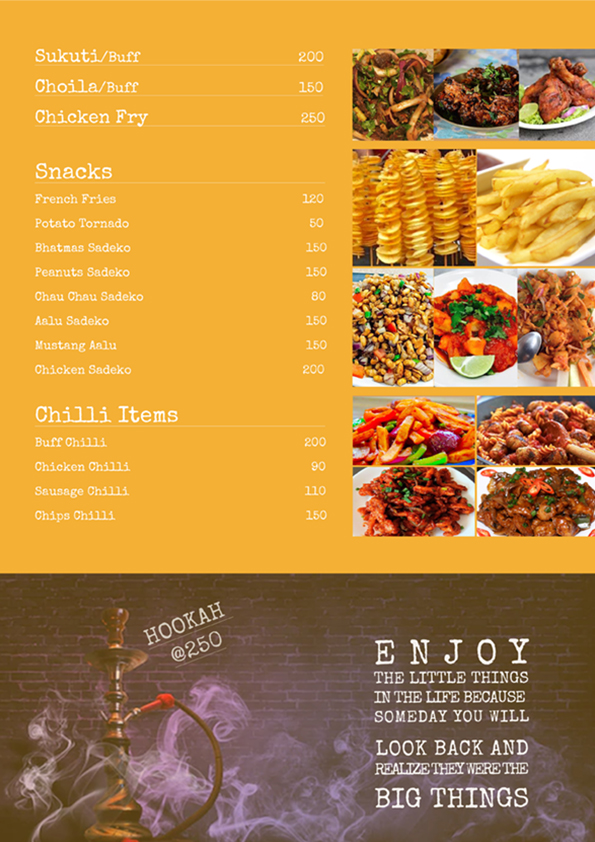 Sukuti/Buff 200
Choila/Buff 150
Chicken Fry 250
Snacks
French Fries 120
Potato Tornado 50
Bhatmas Sadeko 150
Peanuts Sadeko 150
Chau Chau Sadeko 80
Aalu Sadeko 150
Mustang Aalu 150
Chicken Sadeko 200
Chilli Items
Buff Chilli 200
Chicken Chilli 90
Sausage Chilli 110
Chips Chilli 150
HOOKAH
@250
ENJOY
THE LITTLE THINGS
IN THE LIFE BECAUSE
SOMEDAY YOU WILL
LOOK BACK AND
REALIZE THEY WERE THE
BIG THINGS